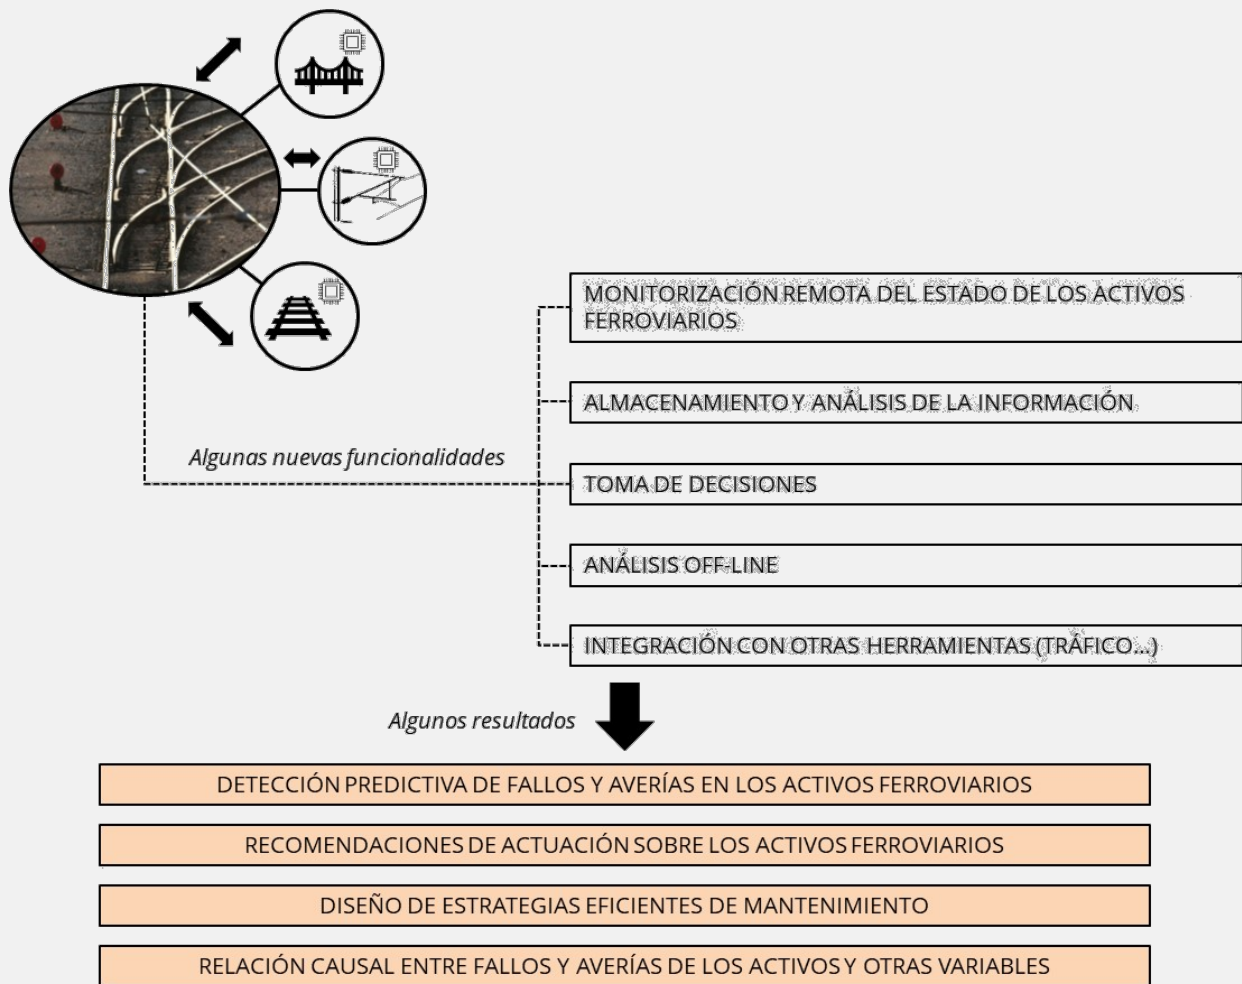 MONITORIZACIÓN REMOTA DEL ESTADO DE LOS ACTIVOS
FERROVIARIOS
ALMACENAMIENTO Y ANÁLISIS DE LA INFORMACIÓN
Algunas nuevas funcionalidades
TOMA DE DECISIONES
ANÁLISIS OFF-LINE
INTEGRACIÓN CON OTRAS HERRAMIENTAS (TRÁFICO...)
Algunos resultados
DETECCIÓN PREDICTIVA DE FALLOS Y AVERÍAS EN LOS ACTIVOS FERROVIARIOS
RECOMENDACIONES DE ACTUACIÓN SOBRE LOS ACTIVOS FERROVIARIOS
DISEÑO DE ESTRATEGIAS EFICIENTES DE MANTENIMIENTO
RELACIÓN CAUSAL ENTRE FALLOS Y AVERÍAS DE LOS ACTIVOS Y OTRAS VARIABLES